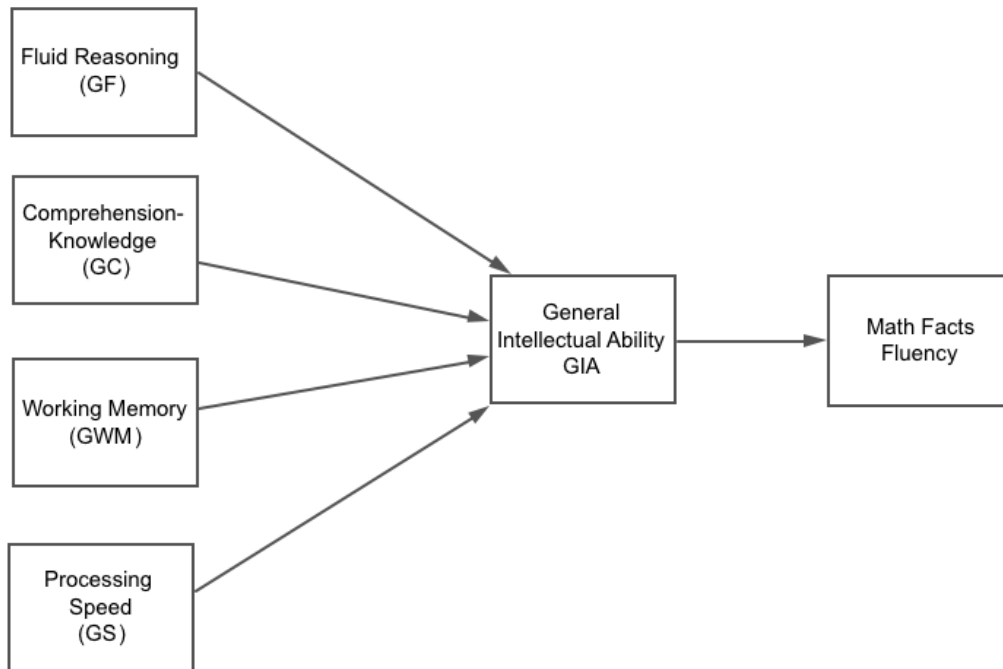 Fluid Reasoning
(GF)
Comprehension-
Knowledge
(GC)
Working Memory
(GWM)
Processing
Speed
(GS)
General
Intellectual Ability
GIA
Math Facts
Fluency